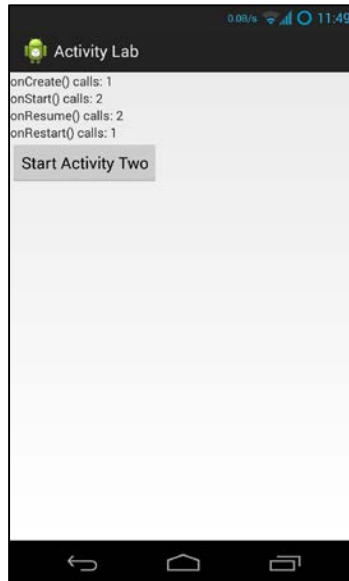 0.08/s 11:49
Activity Lab
onCreate() calls: 1
onStart() calls: 2
onResume() calls: 2
onRestart() calls: 1
Start Activity Two